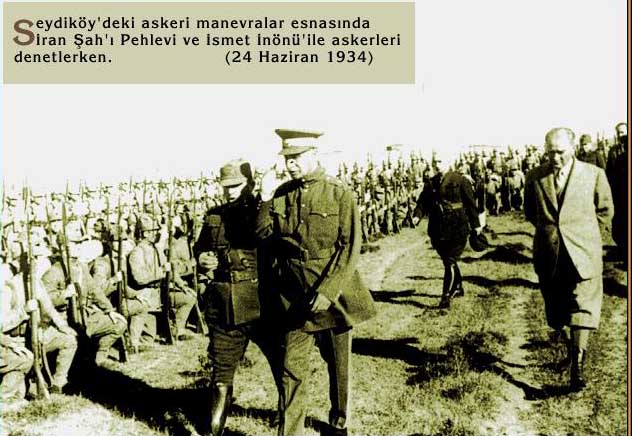 Seydiköy'deki askeri manevralar esnasında
İran Şah'ı Pehlevi ve İsmet İnönü'ile askerleri
denetlerken. (24 Haziran 1934)